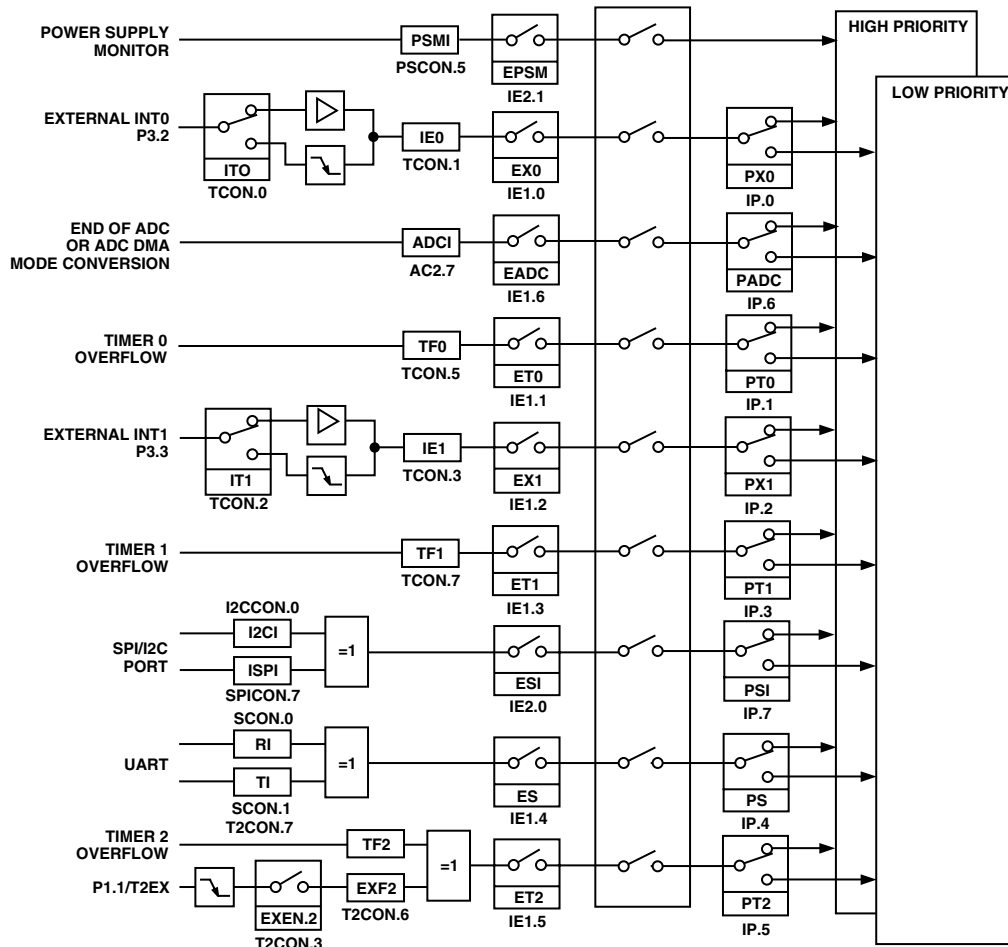 POWER SUPPLY
MONITOR
PSMI
PSCON.5
EPSM
IE2.1
HIGH PRIORITY
LOW PRIORITY
EXTERNAL INT0
P3.2
ITO
TCON.0
IE0
TCON.1
EX0
IE1.0
PX0
IP.0
END OF ADC
OR ADC DMA
MODE CONVERSION
ADCI
AC2.7
EADC
IE1.6
PADC
IP.6
TIMER 0
OVERFLOW
TF0
TCON.5
ET0
IE1.1
PT0
IP.1
EXTERNAL INT1
P3.3
IT1
TCON.2
IE1
TCON.3
EX1
IE1.2
PX1
IP.2
TIMER 1
OVERFLOW
TF1
TCON.7
ET1
IE1.3
PT1
IP.3
SPI/I2C
PORT
I2CCON.0
I2CI
ISPI
SPICON.7
=1
ESI
IE2.0
PSI
IP.7
UART
SCON.0
RI
TI
SCON.1
=1
ES
IE1.4
PS
IP.4
TIMER 2
OVERFLOW
T2CON.7
TF2
P1.1/T2EX
EXEN.2
T2CON.3
EXF2
T2CON.6
=1
ET2
IE1.5
PT2
IP.5